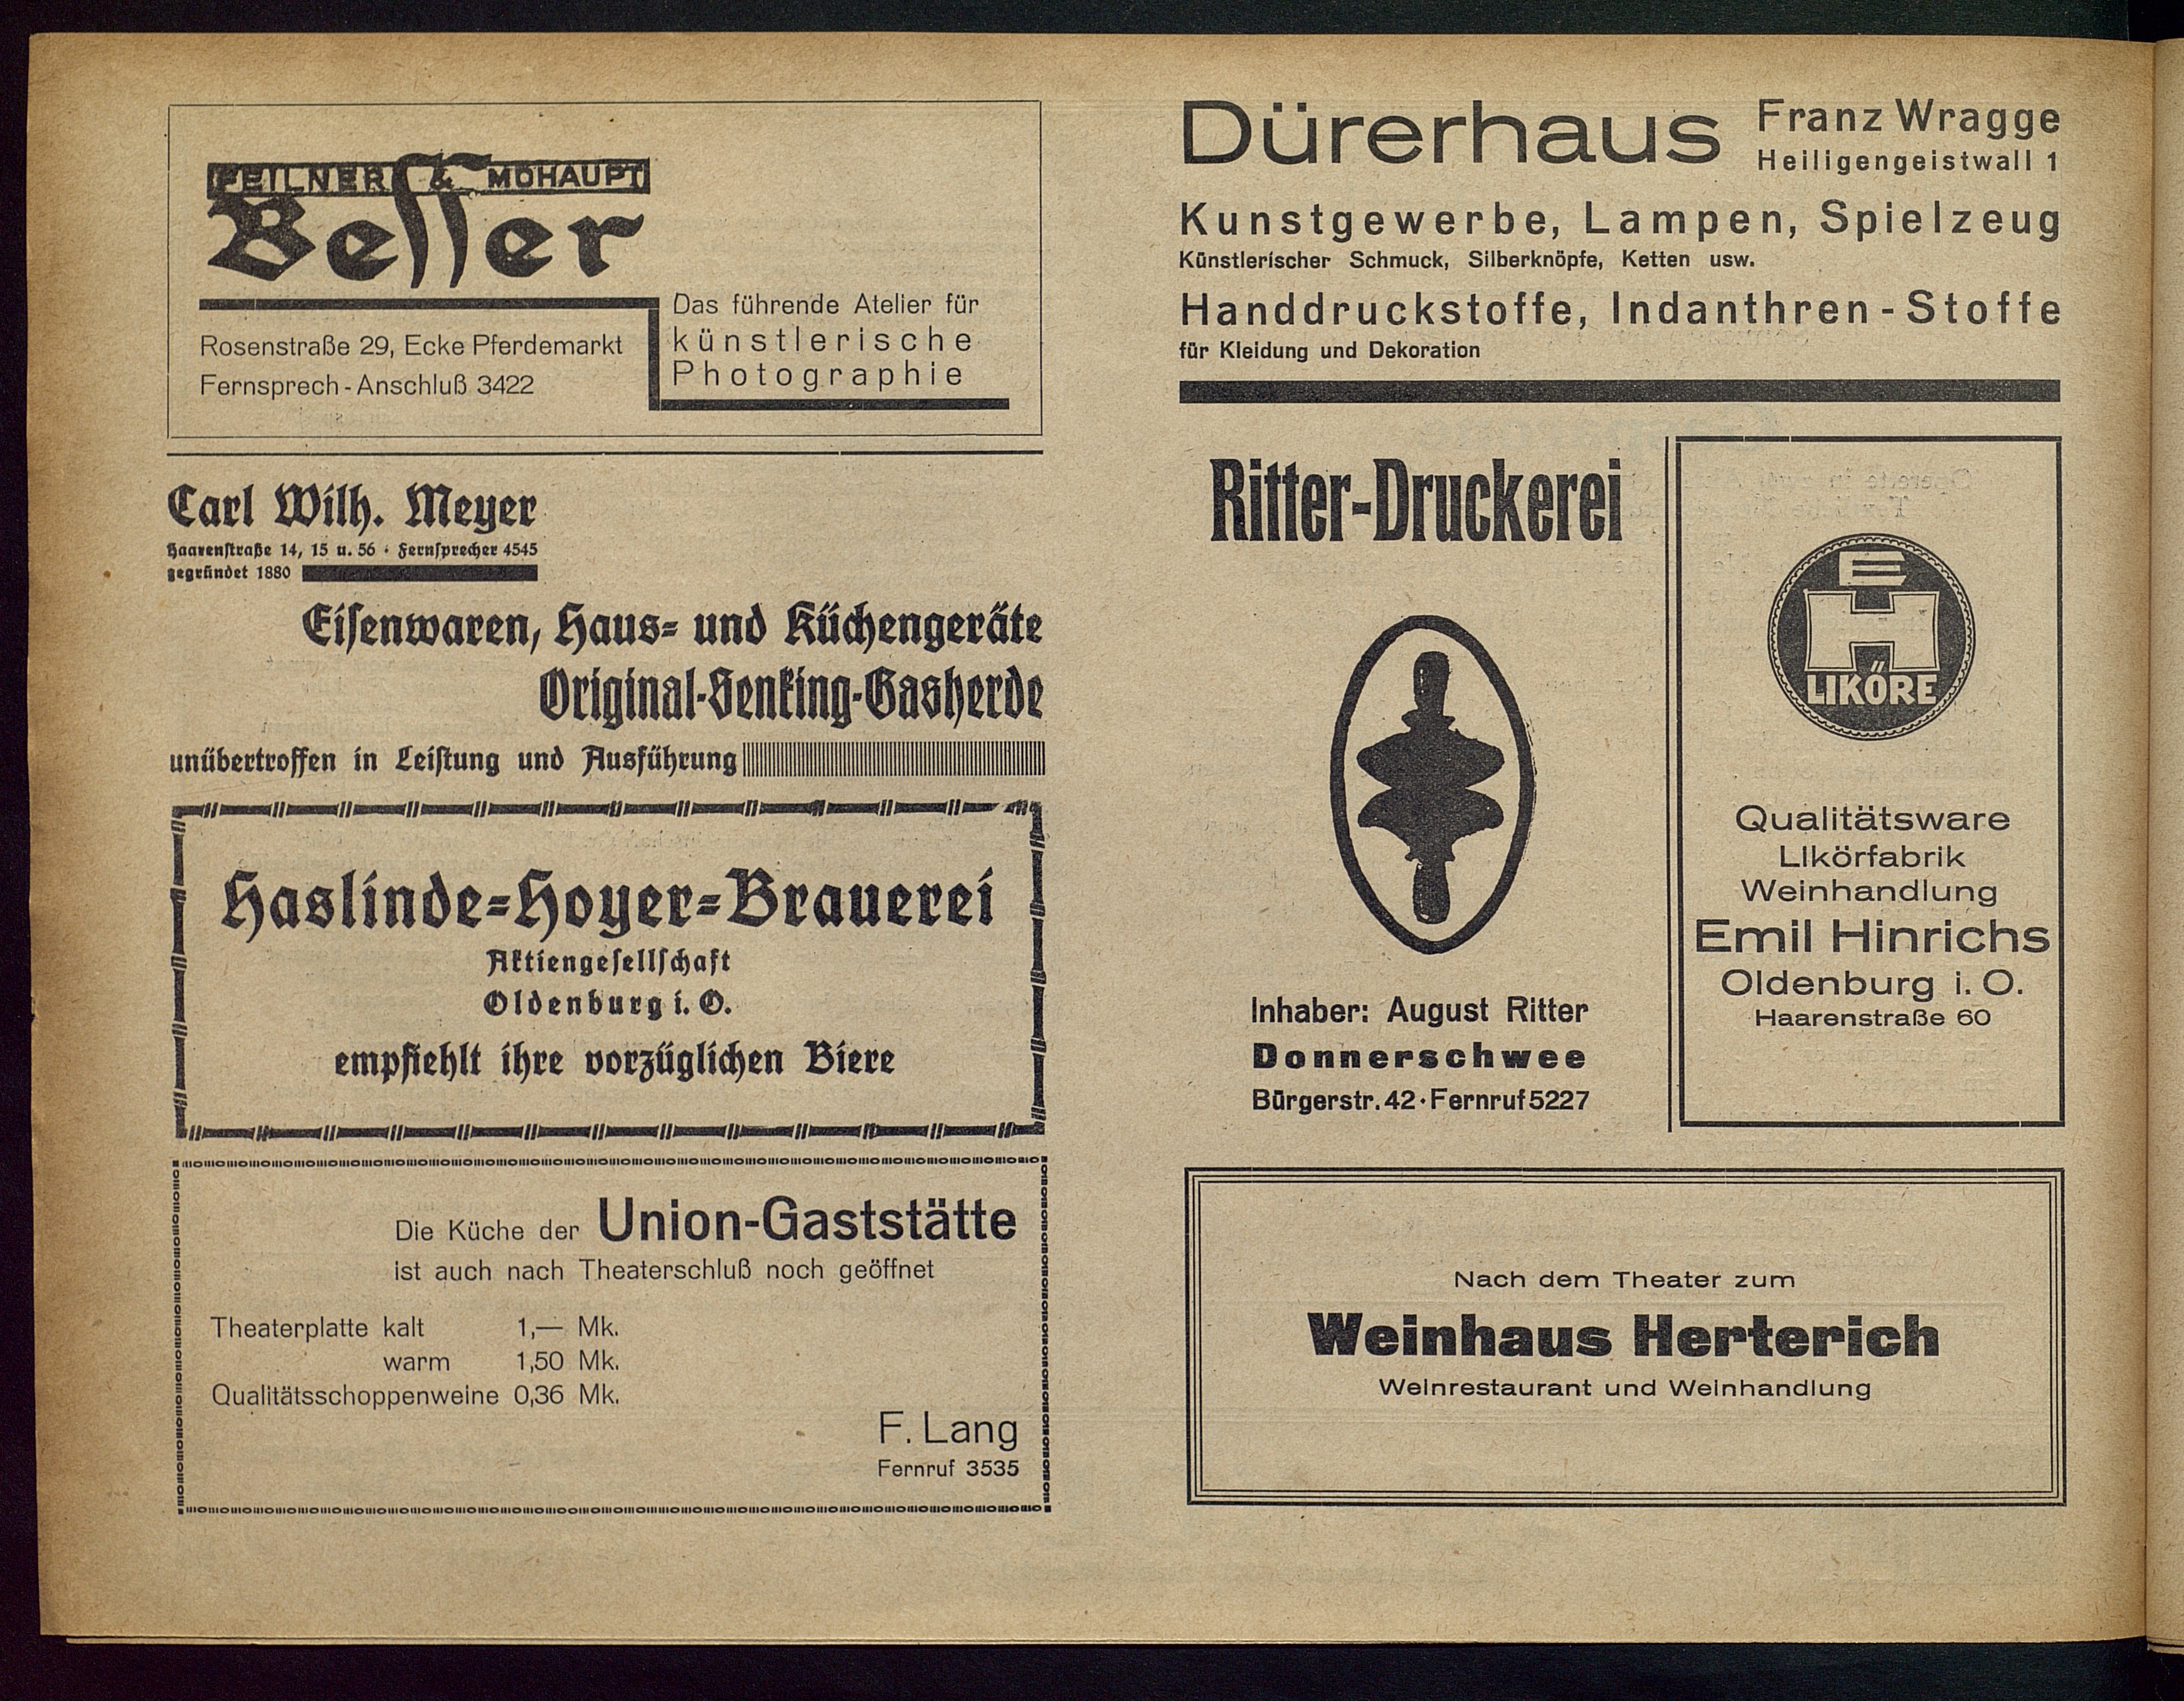 FEILNER & MOHAUPT
Besser
Rosenstraße 29, Ecke Pferdemarkt
Fernsprech-Anschluß 3422
Das führende Atelier für
künstlerische
Photographie
Carl Wilh. Meyer
Haarenstraße 14, 15 u. 56 · Fernsprecher 4545
gegründet 1880
Eisenwaren, Haus- und Küchengeräte
Original-Senking-Gasherde
unübertroffen in Leistung und Ausführung
Haslinde-Hoyer-Brauerei
Aktiengesellschaft
Oldenburg i. O.
empfiehlt ihre vorzüglichen Biere
Die Küche der Union-Gaststätte
ist auch nach Theaterschluß noch geöffnet
Theaterplatte kalt 1,— Mk.
warm 1,50 Mk.
Qualitätsschoppenweine 0,36 Mk.
F. Lang
Fernruf 3535
Dürerhaus Franz Wragge
Heiligengeistwall 1
Kunstgewerbe, Lampen, Spielzeug
Künstlerischer Schmuck, Silberknöpfe, Ketten usw.
Handdruckstoffe, Indanthren-Stoffe
für Kleidung und Dekoration
Ritter-Druckerei
Inhaber: August Ritter
Donnerschwee
Bürgerstr. 42 · Fernruf 5227
E
H
LIKÖRE
Qualitätsware
Likörfabrik
Weinhandlung
Emil Hinrichs
Oldenburg i. O.
Haarenstraße 60
Nach dem Theater zum
Weinhaus Herterich
Weinrestaurant und Weinhandlung